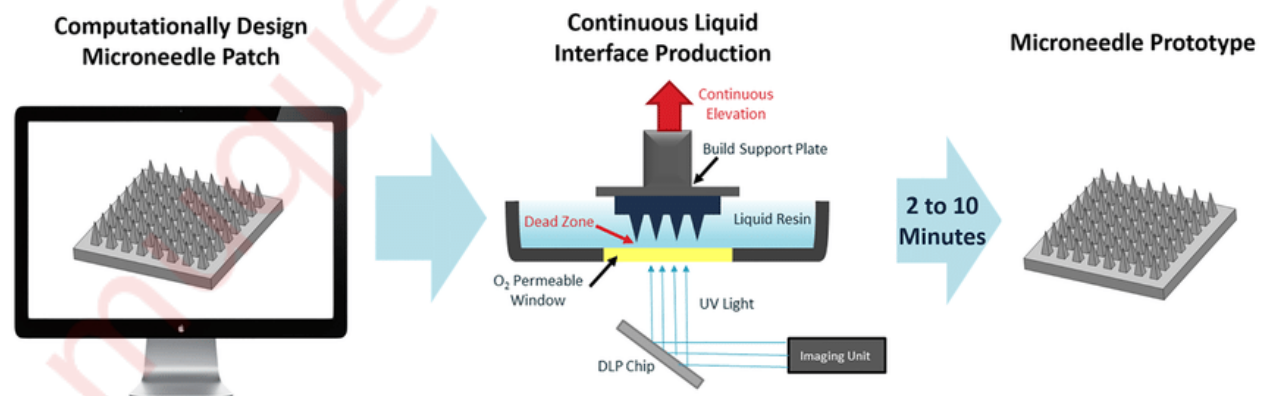 Computationally Design
Microneedle Patch
Continuous Liquid
Interface Production
Microneedle Prototype
Continuous
Elevation
Build Support Plate
Dead Zone
Liquid Resin
O₂ Permeable
Window
UV Light
DLP Chip
Imaging Unit
2 to 10
Minutes